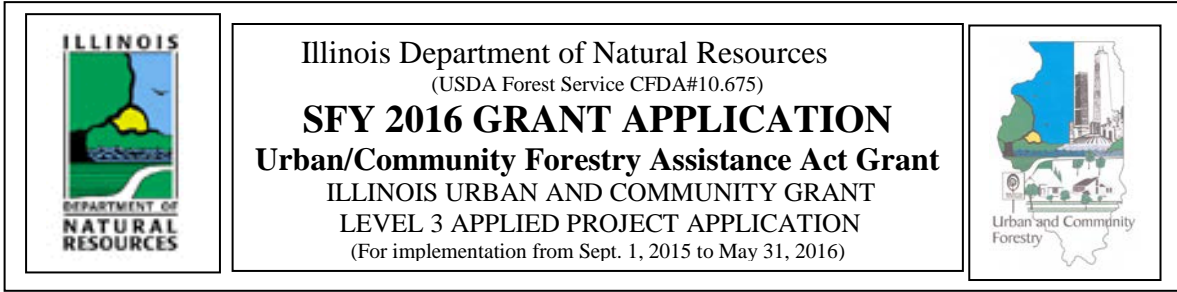 ILLINOIS
DEPARTMENT OF
NATURAL
RESOURCES
Illinois Department of Natural Resources
(USDA Forest Service CFDA#10.675)
SFY 2016 GRANT APPLICATION
Urban/Community Forestry Assistance Act Grant
ILLINOIS URBAN AND COMMUNITY GRANT
LEVEL 3 APPLIED PROJECT APPLICATION
(For implementation from Sept. 1, 2015 to May 31, 2016)
Urban and Community
Forestry